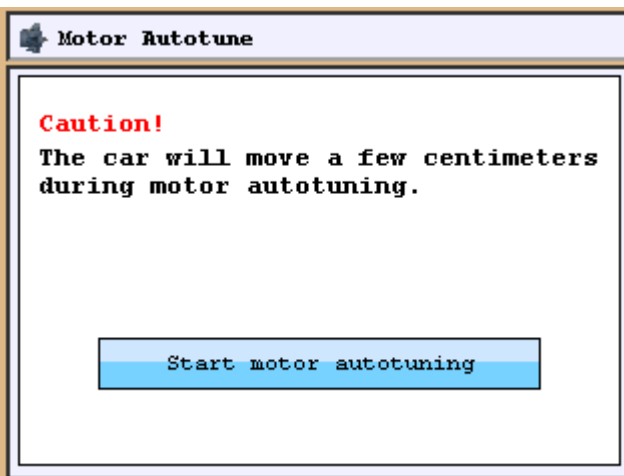 Motor Autotune
Caution!
The car will move a few centimeters
during motor autotuning.
Start motor autotuning